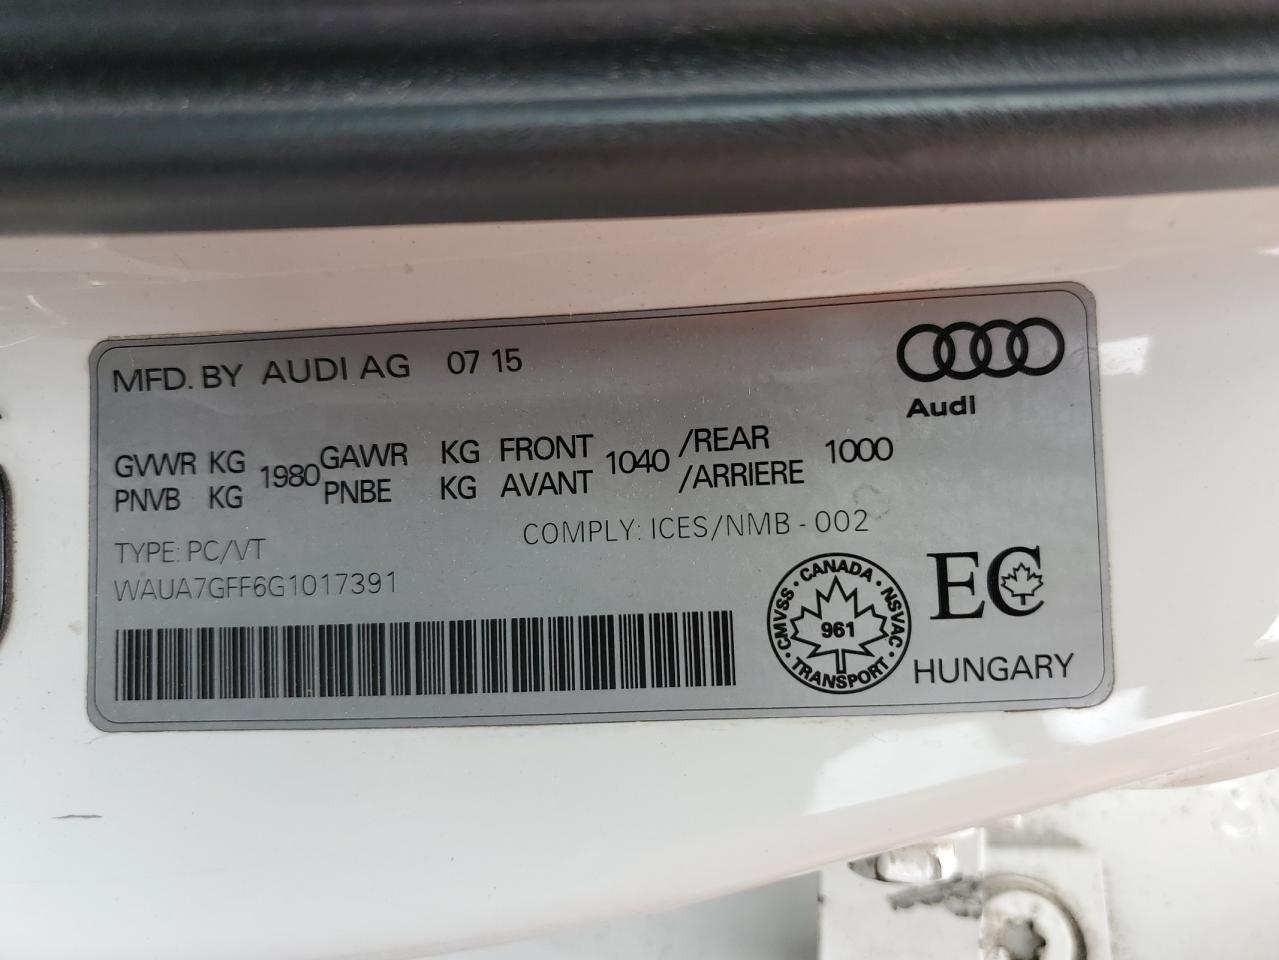 MFD. BY AUDI AG 07 15
Audi
GVWR KG 1980 GAWR KG FRONT 1040 /REAR 1000
PNVB KG PNBE KG AVANT /ARRIERE
COMPLY: ICES/NMB - 002
TYPE: PC/VT
WAUA7GFF6G1017391
CMVSS · CANADA · NSVAC · TRANSPORT ·
961
EC
HUNGARY